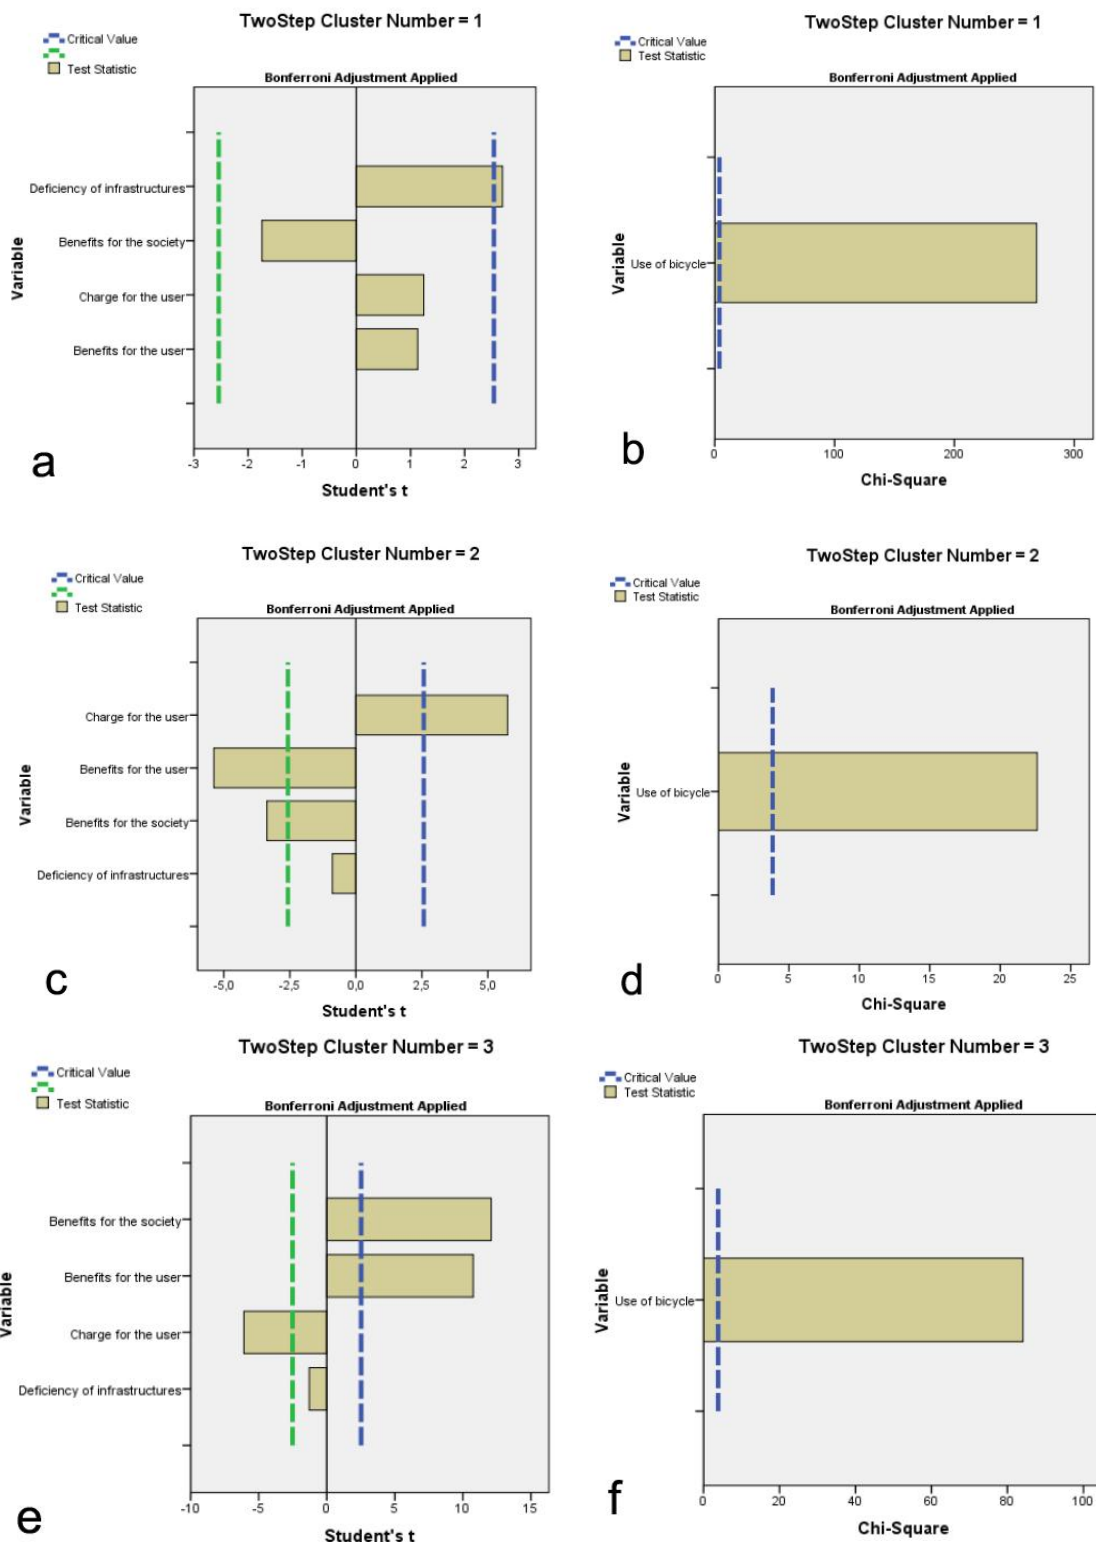 TwoStep Cluster Number = 1
Critical Value
Test Statistic
Bonferroni Adjustment Applied
Variable
Deficiency of infrastructures
Benefits for the society
Charge for the user
Benefits for the user
-3 -2 -1 0 1 2 3
Student's t
a
TwoStep Cluster Number = 1
Critical Value
Test Statistic
Bonferroni Adjustment Applied
Variable
Use of bicycle
0 100 200 300
Chi-Square
b
TwoStep Cluster Number = 2
Critical Value
Test Statistic
Bonferroni Adjustment Applied
Variable
Charge for the user
Benefits for the user
Benefits for the society
Deficiency of infrastructures
-5,0 -2,5 0,0 2,5 5,0
Student's t
c
TwoStep Cluster Number = 2
Critical Value
Test Statistic
Bonferroni Adjustment Applied
Variable
Use of bicycle
0 5 10 15 20 25
Chi-Square
d
TwoStep Cluster Number = 3
Critical Value
Test Statistic
Bonferroni Adjustment Applied
Variable
Benefits for the society
Benefits for the user
Charge for the user
Deficiency of infrastructures
-10 -5 0 5 10 15
Student's t
e
TwoStep Cluster Number = 3
Critical Value
Test Statistic
Bonferroni Adjustment Applied
Variable
Use of bicycle
0 20 40 60 80 100
Chi-Square
f